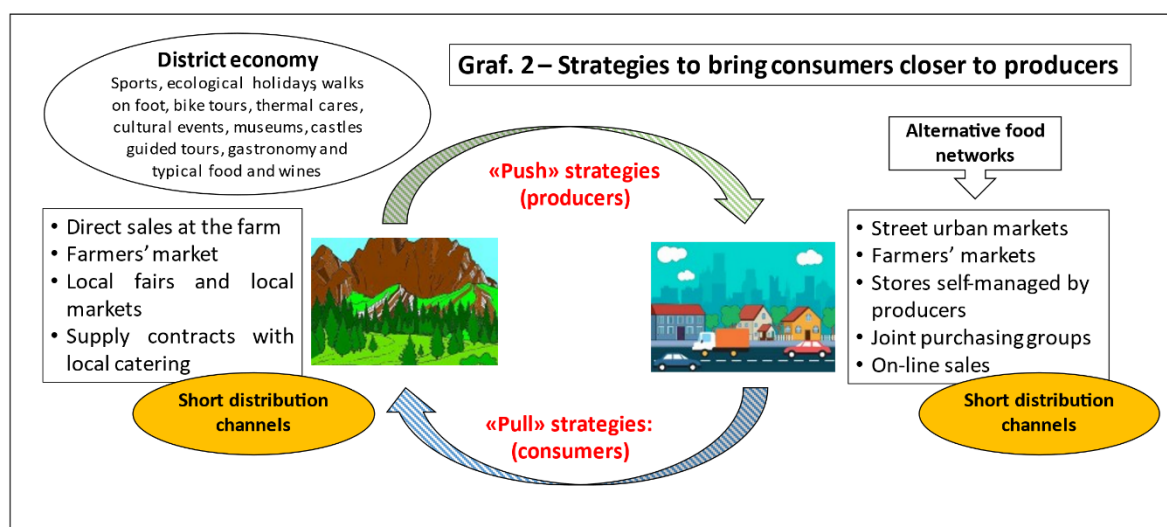 District economy
Sports, ecological holidays, walks
on foot, bike tours, thermal cares,
cultural events, museums, castles
guided tours, gastronomy and
typical food and wines
Graf. 2 – Strategies to bring consumers closer to producers
Alternative food
networks
«Push» strategies
(producers)
• Direct sales at the farm
• Farmers’ market
• Local fairs and local
markets
• Supply contracts with
local catering
Short distribution
channels
• Street urban markets
• Farmers’ markets
• Stores self-managed by
producers
• Joint purchasing groups
• On-line sales
Short distribution
channels
«Pull» strategies:
(consumers)